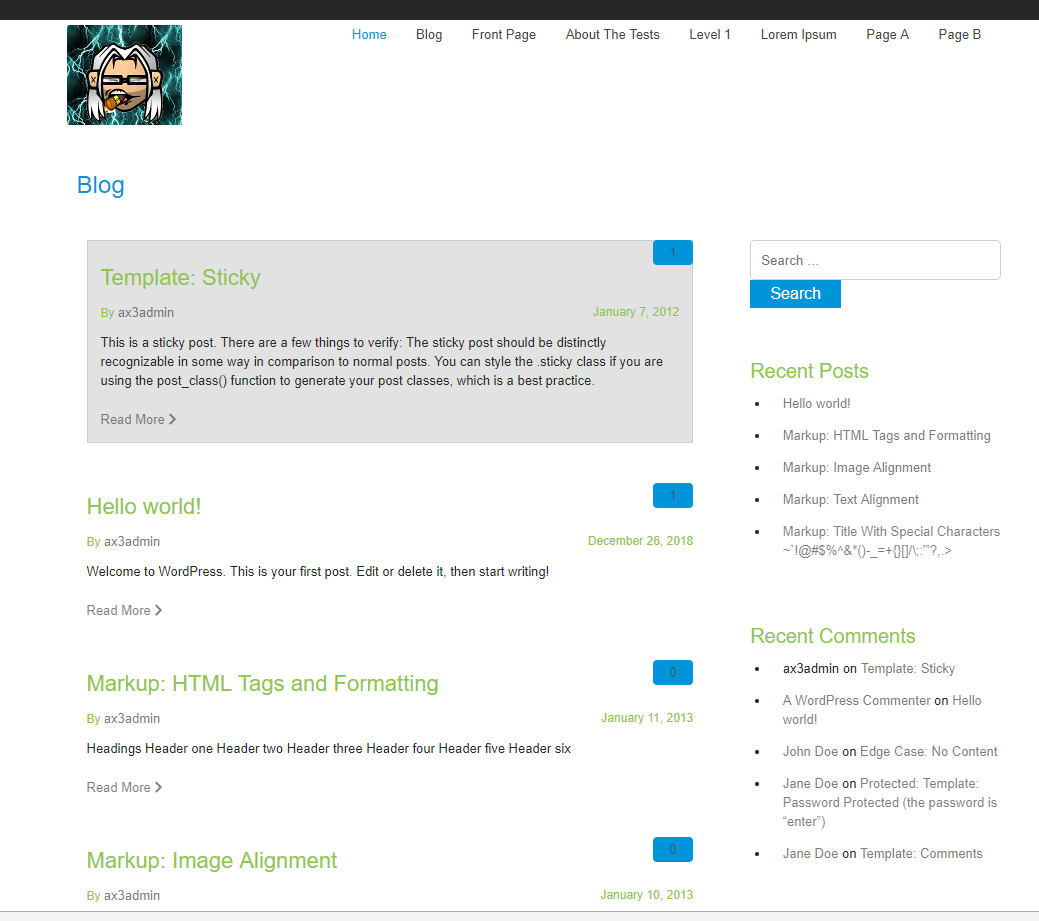 Home Blog Front Page About The Tests Level 1 Lorem Ipsum Page A Page B
Blog
1
Template: Sticky
By ax3admin January 7, 2012
This is a sticky post. There are a few things to verify: The sticky post should be distinctly
recognizable in some way in comparison to normal posts. You can style the .sticky class if you are
using the post_class() function to generate your post classes, which is a best practice.
Read More
1
Hello world!
By ax3admin December 26, 2018
Welcome to WordPress. This is your first post. Edit or delete it, then start writing!
Read More
0
Markup: HTML Tags and Formatting
By ax3admin January 11, 2013
Headings Header one Header two Header three Header four Header five Header six
Read More
0
Markup: Image Alignment
By ax3admin January 10, 2013
Search …
Search
Recent Posts
Hello world!
Markup: HTML Tags and Formatting
Markup: Image Alignment
Markup: Text Alignment
Markup: Title With Special Characters
~`!@#$%^&*()-_=+{}[]/\;:'"?,.>
Recent Comments
ax3admin on Template: Sticky
A WordPress Commenter on Hello
world!
John Doe on Edge Case: No Content
Jane Doe on Protected: Template:
Password Protected (the password is
“enter”)
Jane Doe on Template: Comments